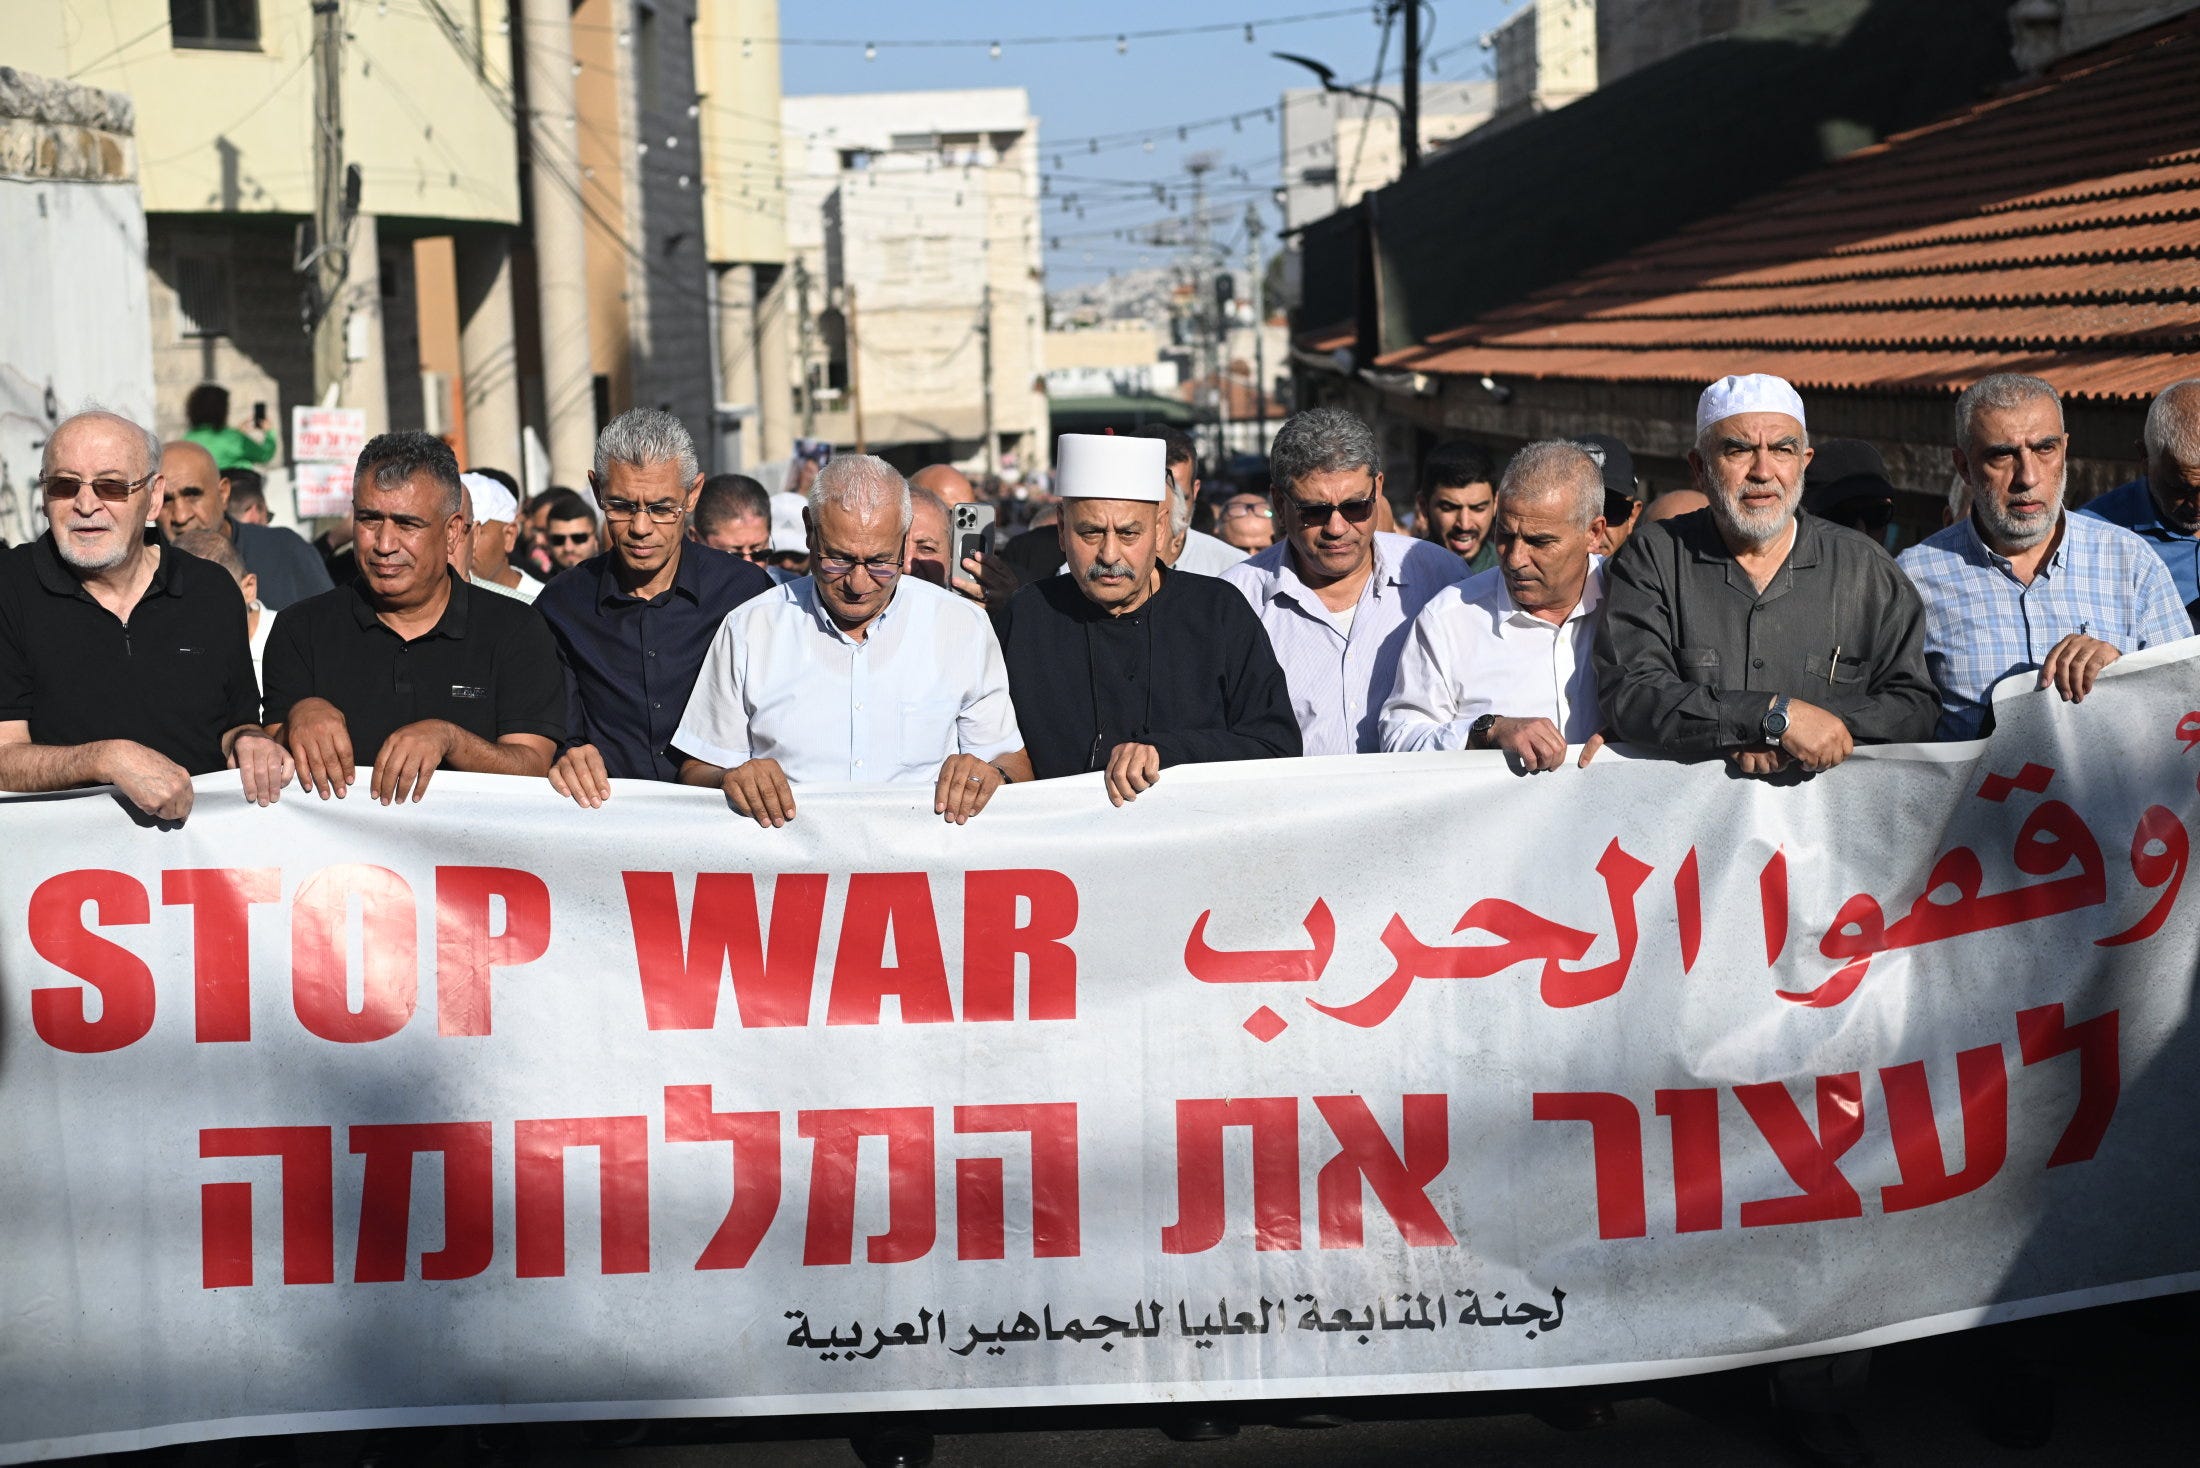 STOP WAR أوقفوا الحرب
לעצור את המלחמה
لجنة المتابعة العليا للجماهير العربية